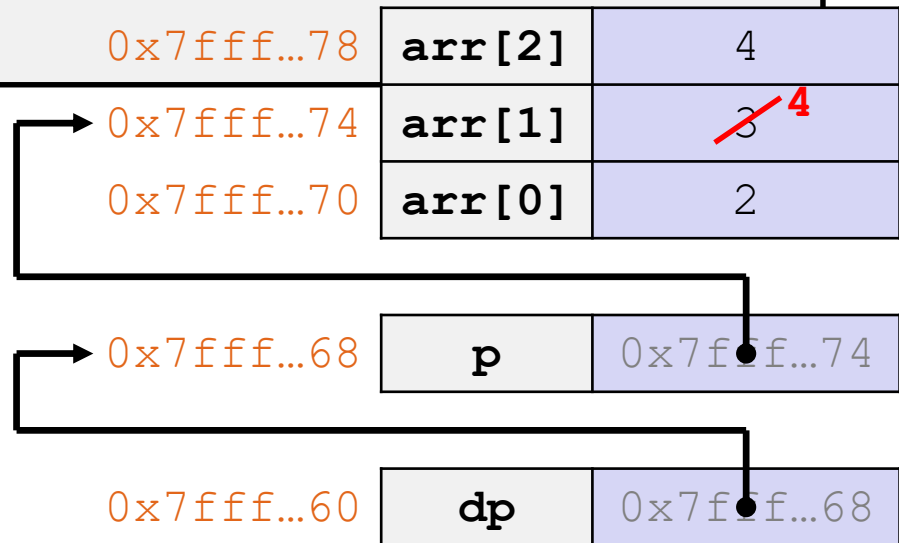 0x7fff…78 arr[2] 4
0x7fff…74 arr[1] 3 4
0x7fff…70 arr[0] 2
0x7fff…68 p 0x7fff…74
0x7fff…60 dp 0x7fff…68